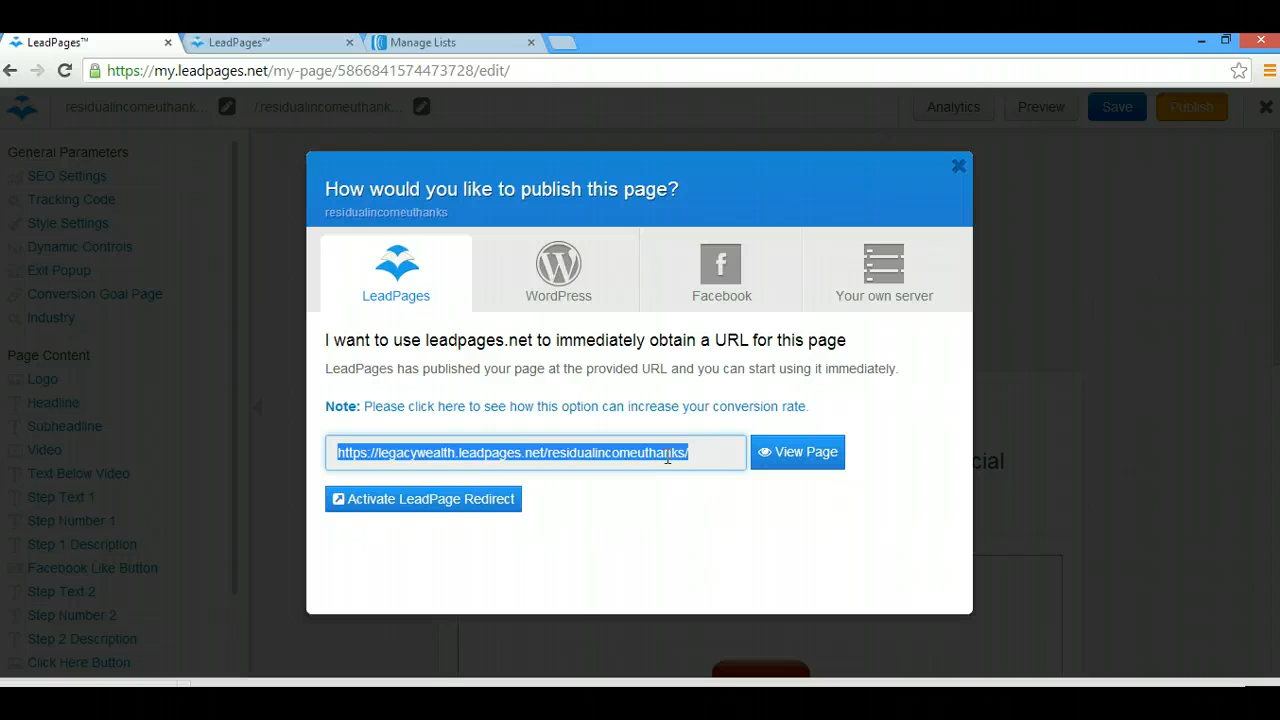 LeadPages™
LeadPages™
Manage Lists
https://my.leadpages.net/my-page/5866841574473728/edit/
residualincomeuthank...
/residualincomeuthank...
Analytics
Preview
Save
Publish
General Parameters
SEO Settings
Tracking Code
Style Settings
Dynamic Controls
Exit Popup
Conversion Goal Page
Industry
Page Content
Logo
Headline
Subheadline
Video
Text Below Video
Step Text 1
Step Number 1
Step 1 Description
Facebook Like Button
Step Text 2
Step Number 2
Step 2 Description
Click Here Button
How would you like to publish this page?
residualincomeuthanks
LeadPages
WordPress
Facebook
Your own server
I want to use leadpages.net to immediately obtain a URL for this page
LeadPages has published your page at the provided URL and you can start using it immediately.
Note: Please click here to see how this option can increase your conversion rate.
https://legacywealth.leadpages.net/residualincomeuthanks/
View Page
Activate LeadPage Redirect
cial